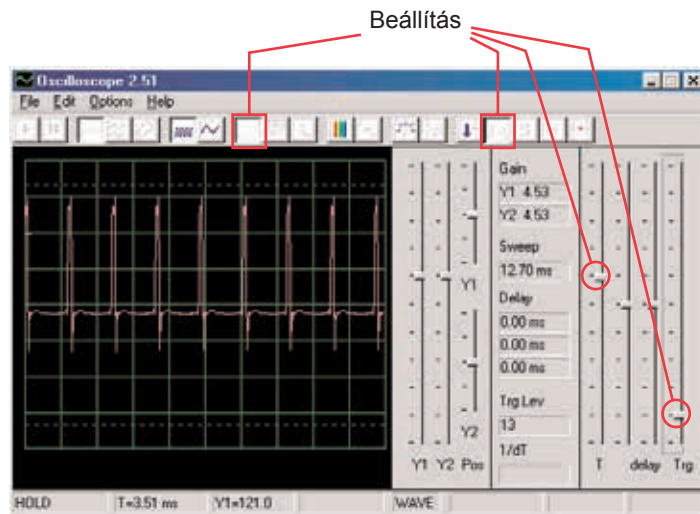 Beállítás
Oscilloscope 2.51
File Edit Options Help
Gain
Y1 4.53
Y2 4.53
Sweep
12.70 ms
Delay
0.00 ms
0.00 ms
0.00 ms
Trg Lev
13
1/dT
Y1
Y2
Y1 Y2 Pos
T delay Trg
HOLD T=3.51 ms Y1=121.0 WAVE